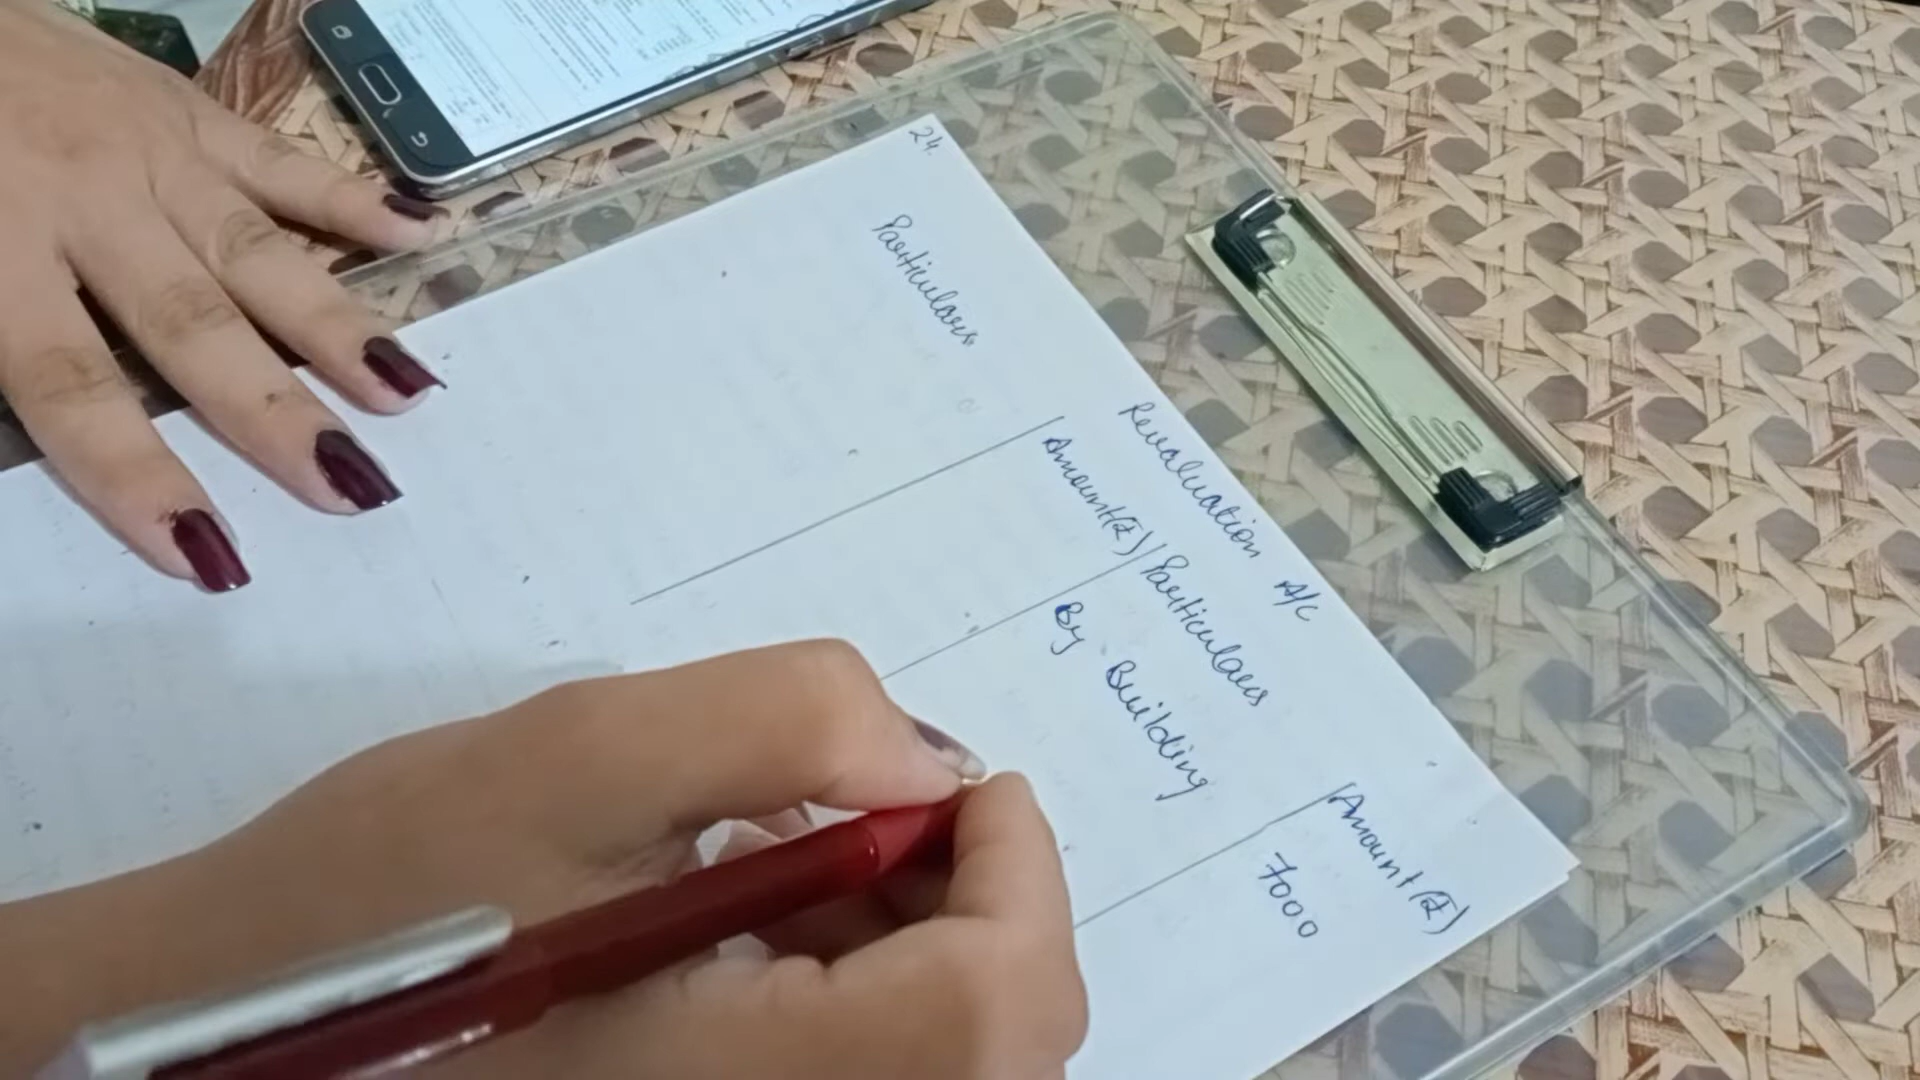 24.
Revaluation A/c
Particulars Amount(₹) Particulars Amount(₹)
By Building 7000